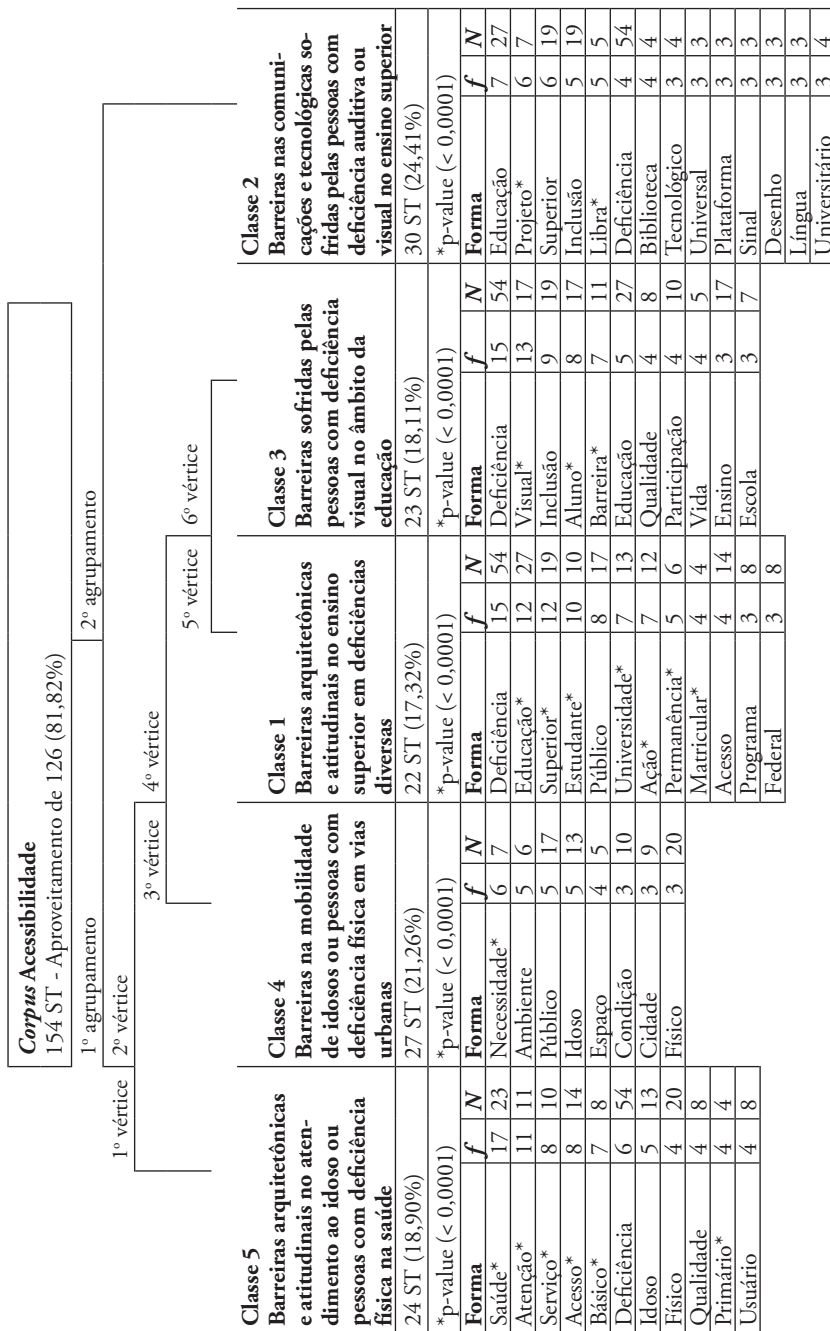 Corpus Acessibilidade
154 ST - Aproveitamento de 126 (81,82%)
1º agrupamento
2º agrupamento
1º vértice
2º vértice
3º vértice
4º vértice
5º vértice
6º vértice
Classe 5
Barreiras arquitetônicas
e atitudinais no aten-
dimento ao idoso ou
pessoas com deficiência
física na saúde
24 ST (18,90%)
*p-value (< 0,0001)
Forma f N
Saúde* 17 23
Atenção* 11 11
Serviço* 8 10
Acesso* 8 14
Básico* 7 8
Deficiência 6 54
Idoso 5 13
Físico 4 20
Qualidade 4 8
Primário* 4 4
Usuário 4 8
Classe 4
Barreiras na mobilidade
de idosos ou pessoas com
deficiência física em vias
urbanas
27 ST (21,26%)
*p-value (< 0,0001)
Forma f N
Necessidade* 6 7
Ambiente 5 6
Público 5 17
Idoso 5 13
Espaço 4 5
Condição 3 10
Cidade 3 9
Físico 3 20
Classe 1
Barreiras arquitetônicas
e atitudinais no ensino
superior em deficiências
diversas
22 ST (17,32%)
*p-value (< 0,0001)
Forma f N
Deficiência 15 54
Educação* 12 27
Superior* 12 19
Estudante* 10 10
Público 8 17
Universidade* 7 13
Ação* 7 12
Permanência* 5 6
Matricular* 4 4
Acesso 4 14
Programa 3 8
Federal 3 8
Classe 3
Barreiras sofridas pelas
pessoas com deficiência
visual no âmbito da
educação
23 ST (18,11%)
*p-value (< 0,0001)
Forma f N
Deficiência 15 54
Visual* 13 17
Inclusão 9 19
Aluno* 8 17
Barreira* 7 11
Educação 5 27
Qualidade 4 8
Participação 4 10
Vida 4 5
Ensino 3 17
Escola 3 7
Classe 2
Barreiras nas comuni-
cações e tecnológicas so-
fridas pelas pessoas com
deficiência auditiva ou
visual no ensino superior
30 ST (24,41%)
*p-value (< 0,0001)
Forma f N
Educação 7 27
Projeto* 6 7
Superior 6 19
Inclusão 5 19
Libra* 5 5
Deficiência 4 54
Biblioteca 4 4
Tecnológico 3 4
Universal 3 3
Plataforma 3 3
Sinal 3 3
Desenho 3 3
Língua 3 3
Universitário 3 4